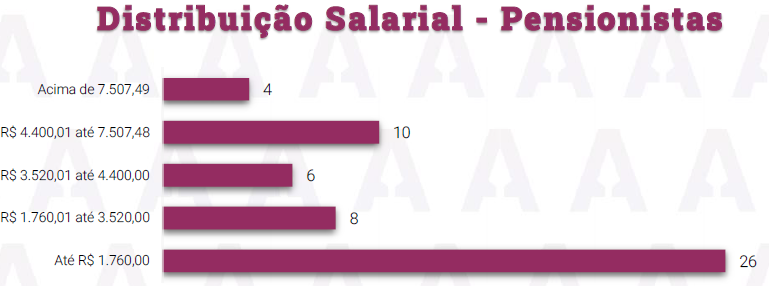 Distribuição Salarial - Pensionistas
Acima de 7.507,49 4
R$ 4.400,01 até 7.507,48 10
R$ 3.520,01 até 4.400,00 6
R$ 1.760,01 até 3.520,00 8
Até R$ 1.760,00 26